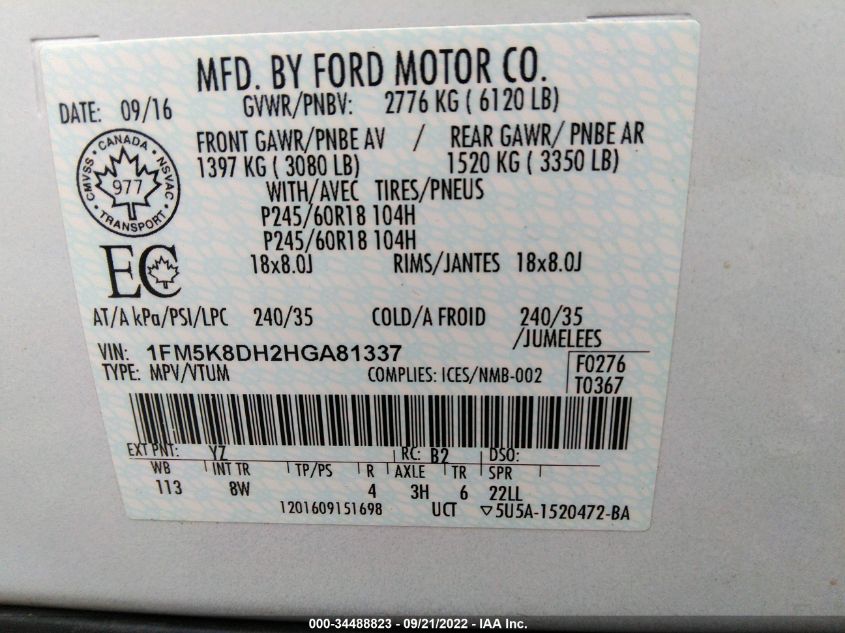 MFD. BY FORD MOTOR CO.
DATE: 09/16
GVWR/PNBV: 2776 KG ( 6120 LB)
FRONT GAWR/PNBE AV / REAR GAWR/ PNBE AR
1397 KG ( 3080 LB) 1520 KG ( 3350 LB)
WITH/AVEC TIRES/PNEUS
P245/60R18 104H
P245/60R18 104H
18x8.0J RIMS/JANTES 18x8.0J
CANADA
CMVSS NSVAC
977
TRANSPORT
EC
AT/A kPa/PSI/LPC 240/35 COLD/A FROID 240/35
/JUMELEES
VIN: 1FM5K8DH2HGA81337
TYPE: MPV/VTUM COMPLIES: ICES/NMB-002
F0276
T0367
EXT PNT: YZ RC: B2 DSO:
WB INT TR TP/PS R AXLE TR SPR
113 8W 4 3H 6 22LL
1201609151698 UCT ▽5U5A-1520472-BA
000-34488823 - 09/21/2022 - IAA Inc.